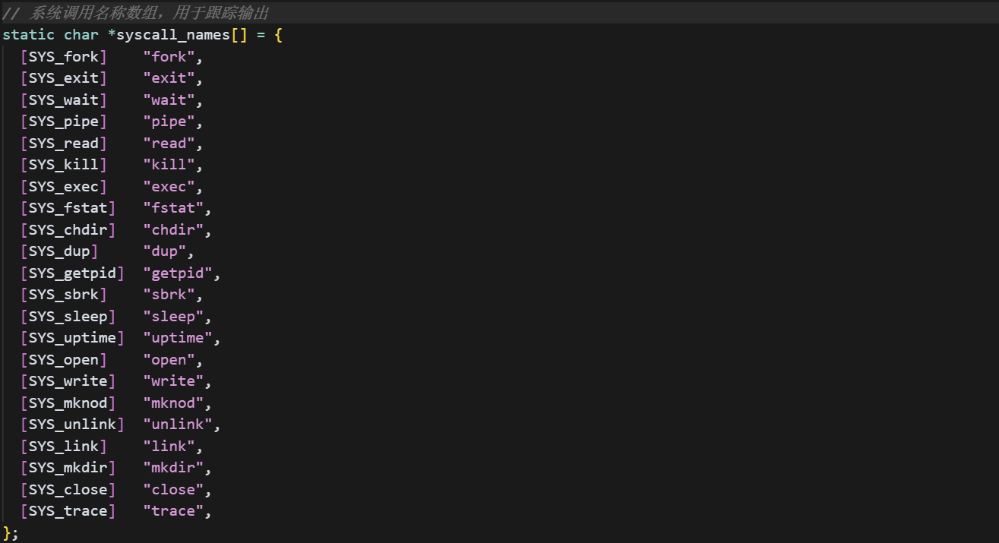 // 系统调用名称数组，用于跟踪输出
static char *syscall_names[] = {
  [SYS_fork]    "fork",
  [SYS_exit]    "exit",
  [SYS_wait]    "wait",
  [SYS_pipe]    "pipe",
  [SYS_read]    "read",
  [SYS_kill]    "kill",
  [SYS_exec]    "exec",
  [SYS_fstat]   "fstat",
  [SYS_chdir]   "chdir",
  [SYS_dup]     "dup",
  [SYS_getpid]  "getpid",
  [SYS_sbrk]    "sbrk",
  [SYS_sleep]   "sleep",
  [SYS_uptime]  "uptime",
  [SYS_open]    "open",
  [SYS_write]   "write",
  [SYS_mknod]   "mknod",
  [SYS_unlink]  "unlink",
  [SYS_link]    "link",
  [SYS_mkdir]   "mkdir",
  [SYS_close]   "close",
  [SYS_trace]   "trace",
};